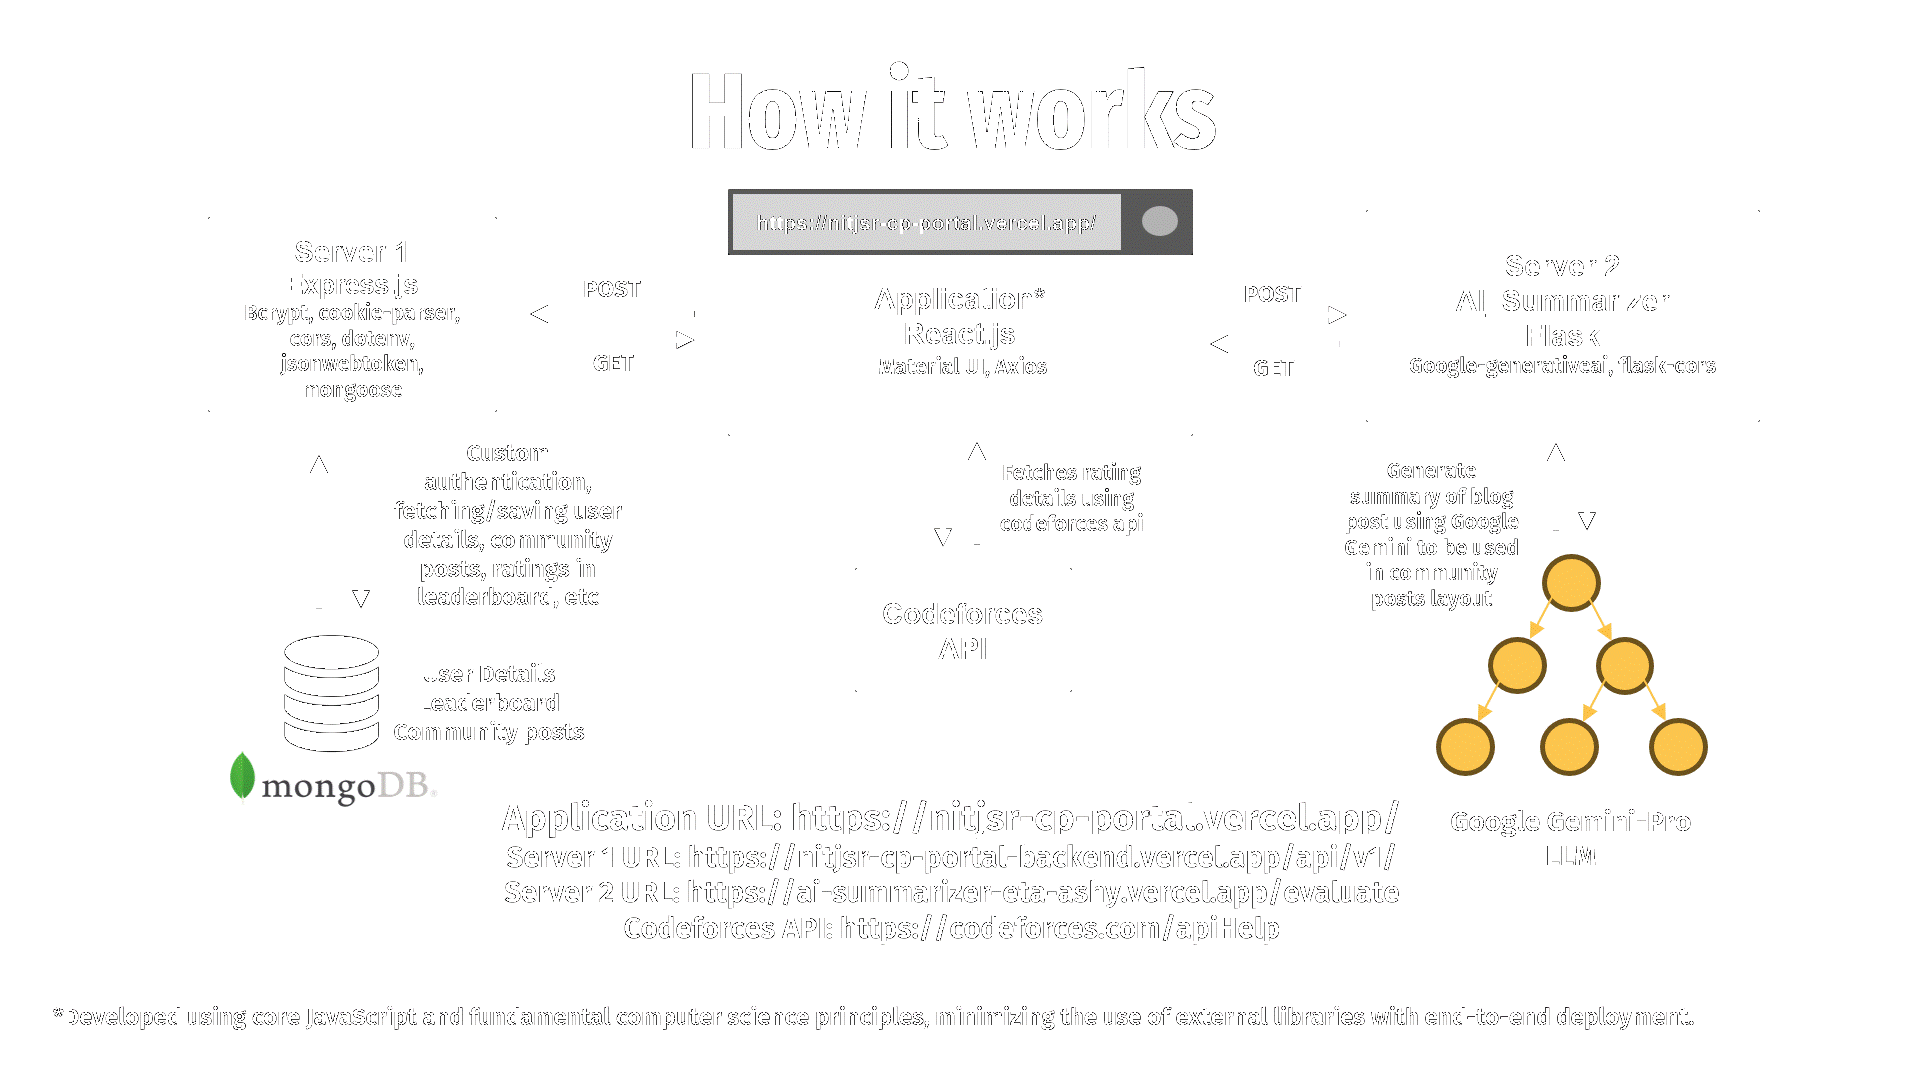 How it works
https://nitjsr-cp-portal.vercel.app/
Server 1
Express.js
Bcrypt, cookie-parser,
cors, dotenv,
jsonwebtoken,
mongoose
POST
GET
Application*
React.js
Material UI, Axios
POST
GET
Server 2
AI Summarizer
Flask
Google-generativeai, flask-cors
Custom
authentication,
fetching/saving user
details, community
posts, ratings in
leaderboard, etc
Fetches rating
details using
codeforces api
Generate
summary of blog
post using Google
Gemini to be used
in community
posts layout
Codeforces
API
User Details
Leaderboard
Community posts
mongoDB®
Google Gemini-Pro
LLM
Application URL: https://nitjsr-cp-portal.vercel.app/
Server 1 URL: https://nitjsr-cp-portal-backend.vercel.app/api/v1/
Server 2 URL: https://ai-summarizer-eta-ashy.vercel.app/evaluate
Codeforces API: https://codeforces.com/apiHelp
*Developed using core JavaScript and fundamental computer science principles, minimizing the use of external libraries with end-to-end deployment.